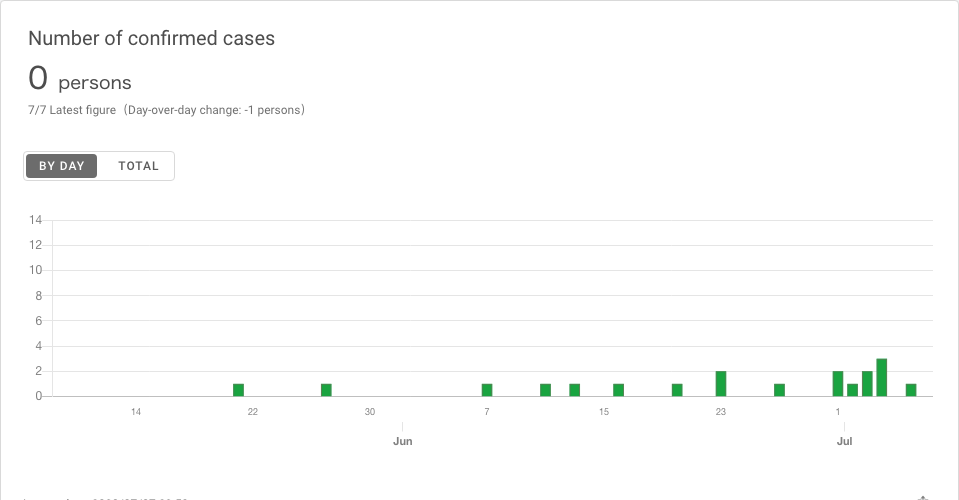 Number of confirmed cases
0 persons
7/7 Latest figure（Day-over-day change: -1 persons）
BY DAY TOTAL
14
12
10
8
6
4
2
0
14 22 30 7 15 23 1
Jun Jul